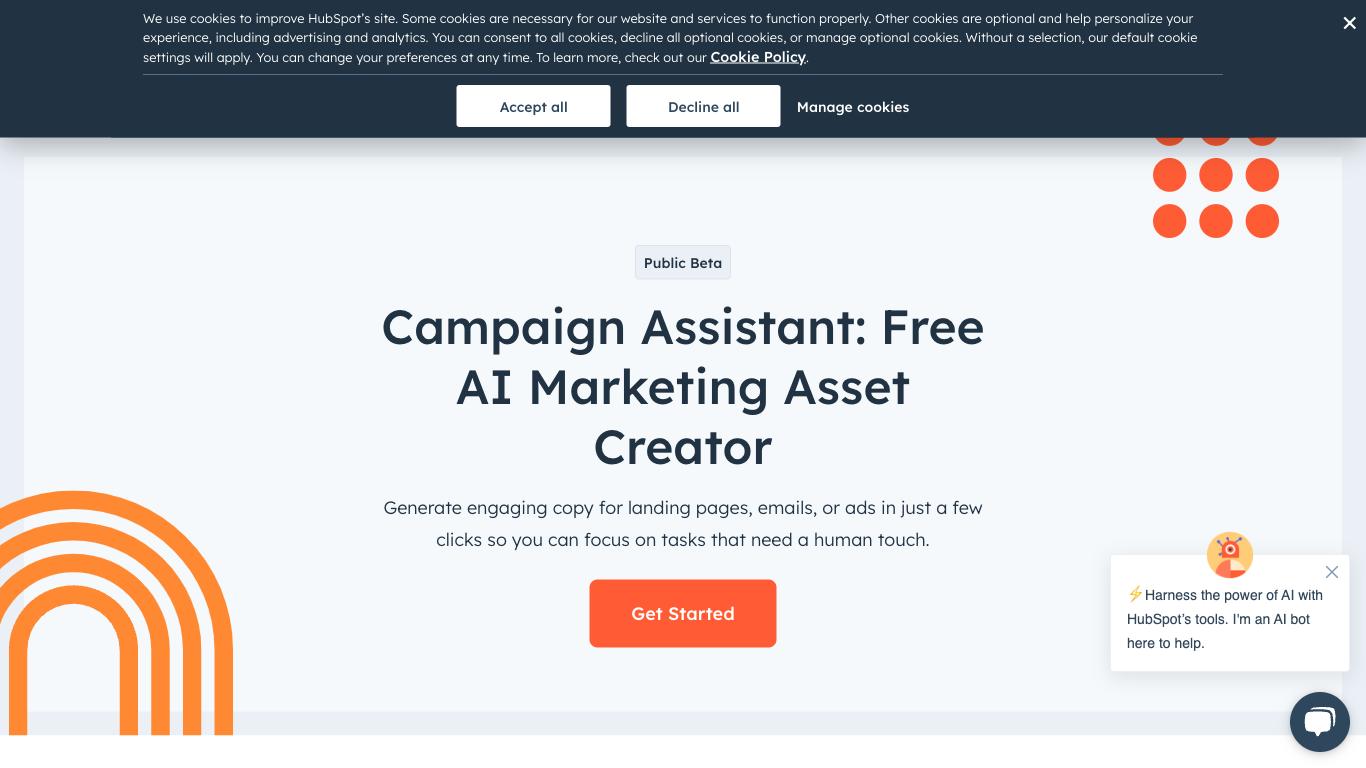 We use cookies to improve HubSpot's site. Some cookies are necessary for our website and services to function properly. Other cookies are optional and help personalize your
experience, including advertising and analytics. You can consent to all cookies, decline all optional cookies, or manage optional cookies. Without a selection, our default cookie
settings will apply. You can change your preferences at any time. To learn more, check out our Cookie Policy.
Accept all
Decline all
Manage cookies
Public Beta
Campaign Assistant: Free
AI Marketing Asset
Creator
Generate engaging copy for landing pages, emails, or ads in just a few
clicks so you can focus on tasks that need a human touch.
Get Started
⚡Harness the power of AI with
HubSpot's tools. I'm an AI bot
here to help.